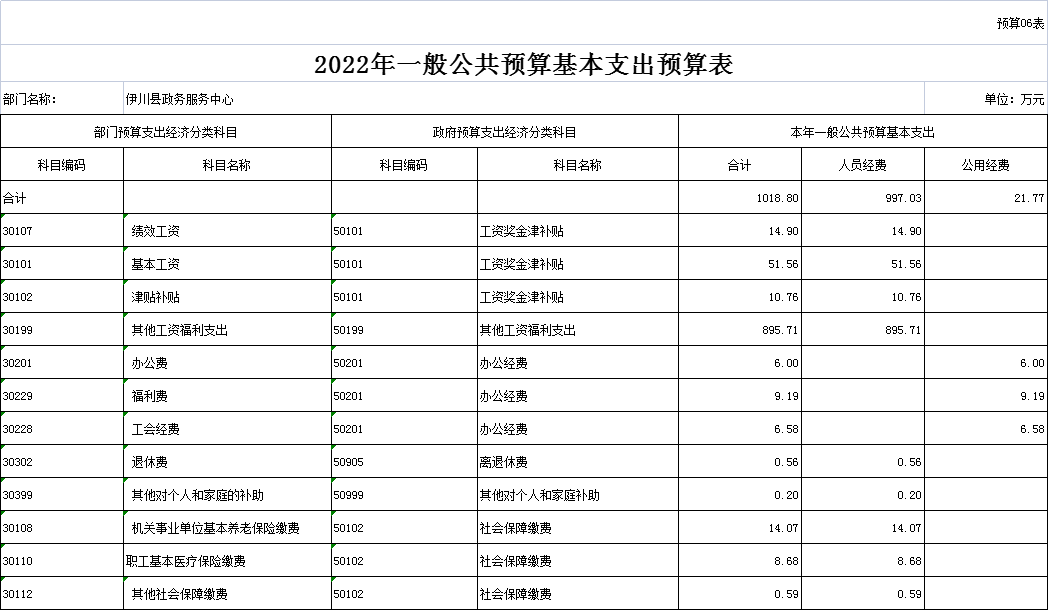 预算06表
2022年一般公共预算基本支出预算表
部门名称： 伊川县政务服务中心 单位：万元
部门预算支出经济分类科目 政府预算支出经济分类科目 本年一般公共预算基本支出
科目编码 科目名称 科目编码 科目名称 合计 人员经费 公用经费
合计 1018.80 997.03 21.77
30107 绩效工资 50101 工资奖金津补贴 14.90 14.90
30101 基本工资 50101 工资奖金津补贴 51.56 51.56
30102 津贴补贴 50101 工资奖金津补贴 10.76 10.76
30199 其他工资福利支出 50199 其他工资福利支出 895.71 895.71
30201 办公费 50201 办公经费 6.00 6.00
30229 福利费 50201 办公经费 9.19 9.19
30228 工会经费 50201 办公经费 6.58 6.58
30302 退休费 50905 离退休费 0.56 0.56
30399 其他对个人和家庭的补助 50999 其他对个人和家庭补助 0.20 0.20
30108 机关事业单位基本养老保险缴费 50102 社会保障缴费 14.07 14.07
30110 职工基本医疗保险缴费 50102 社会保障缴费 8.68 8.68
30112 其他社会保障缴费 50102 社会保障缴费 0.59 0.59